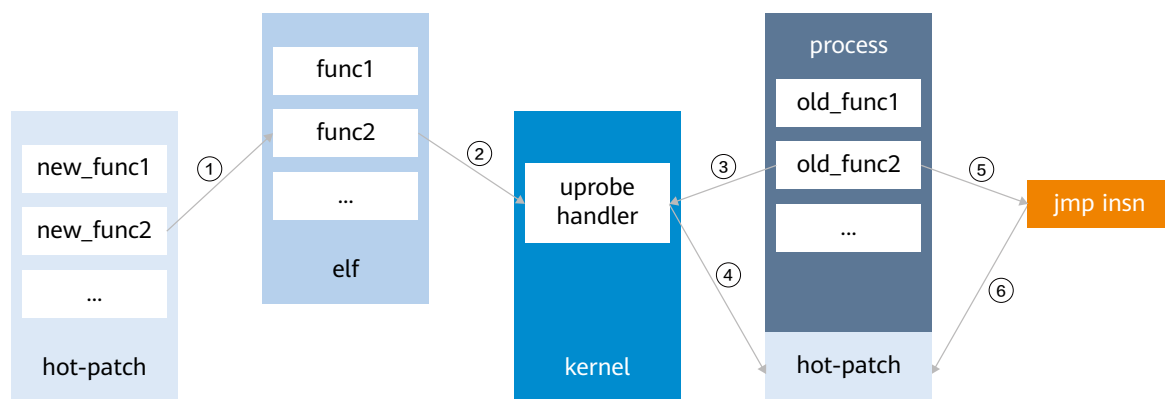 new_func1
new_func2
...
hot-patch
①
func1
func2
...
elf
②
uprobe
handler
kernel
③
④
process
old_func1
old_func2
...
hot-patch
⑤
jmp insn
⑥